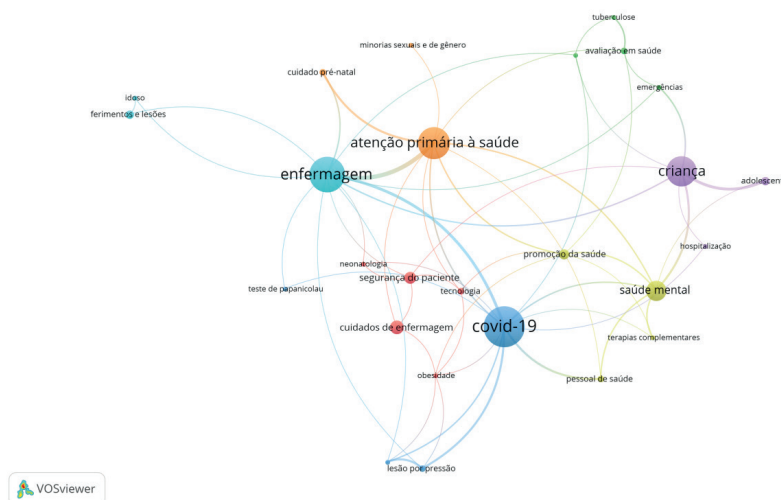 tuberculose
minorias sexuais e de gênero
avaliação em saúde
cuidado pré-natal
emergências
idoso
ferimentos e lesões
atenção primária à saúde
enfermagem
criança
adolescent
hospitalização
promoção da saúde
neonatologia
segurança do paciente
teste de papanicolau
tecnologia
saúde mental
cuidados de enfermagem
covid-19
terapias complementares
obesidade
pessoal de saúde
lesão por pressão
VOSviewer